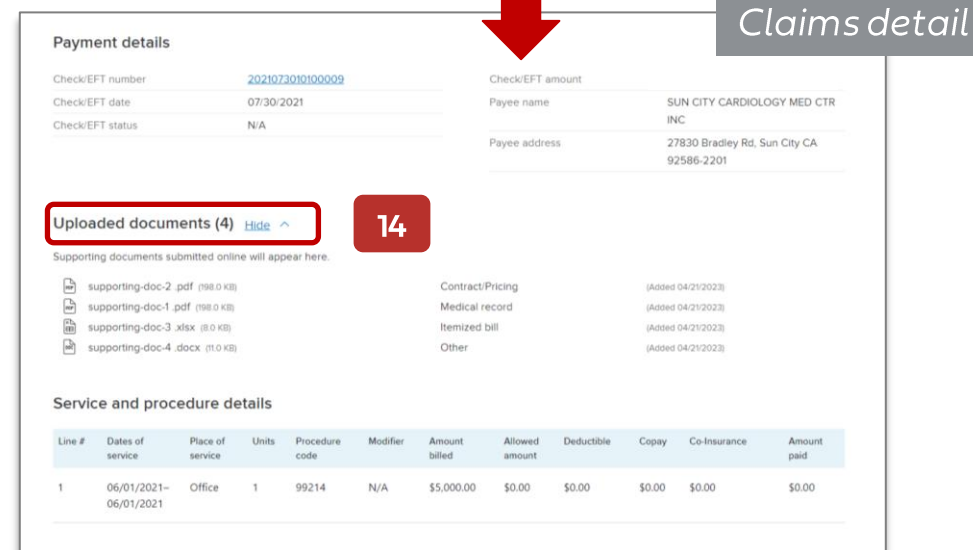 Claims detail
Payment details
Check/EFT number 2021073010100009
Check/EFT date 07/30/2021
Check/EFT status N/A
Check/EFT amount
Payee name SUN CITY CARDIOLOGY MED CTR
INC
Payee address 27830 Bradley Rd, Sun City CA
92586-2201
Uploaded documents (4) Hide
14
Supporting documents submitted online will appear here.
supporting-doc-2 .pdf (198.0 KB) Contract/Pricing (Added 04/21/2023)
supporting-doc-1 .pdf (198.0 KB) Medical record (Added 04/21/2023)
supporting-doc-3 .xlsx (8.0 KB) Itemized bill (Added 04/21/2023)
supporting-doc-4 .docx (11.0 KB) Other (Added 04/21/2023)
Service and procedure details
Line # Dates of Place of Units Procedure Modifier Amount Allowed Deductible Copay Co-Insurance Amount
service service code billed amount paid
1 06/01/2021– Office 1 99214 N/A $5,000.00 $0.00 $0.00 $0.00 $0.00 $0.00
06/01/2021